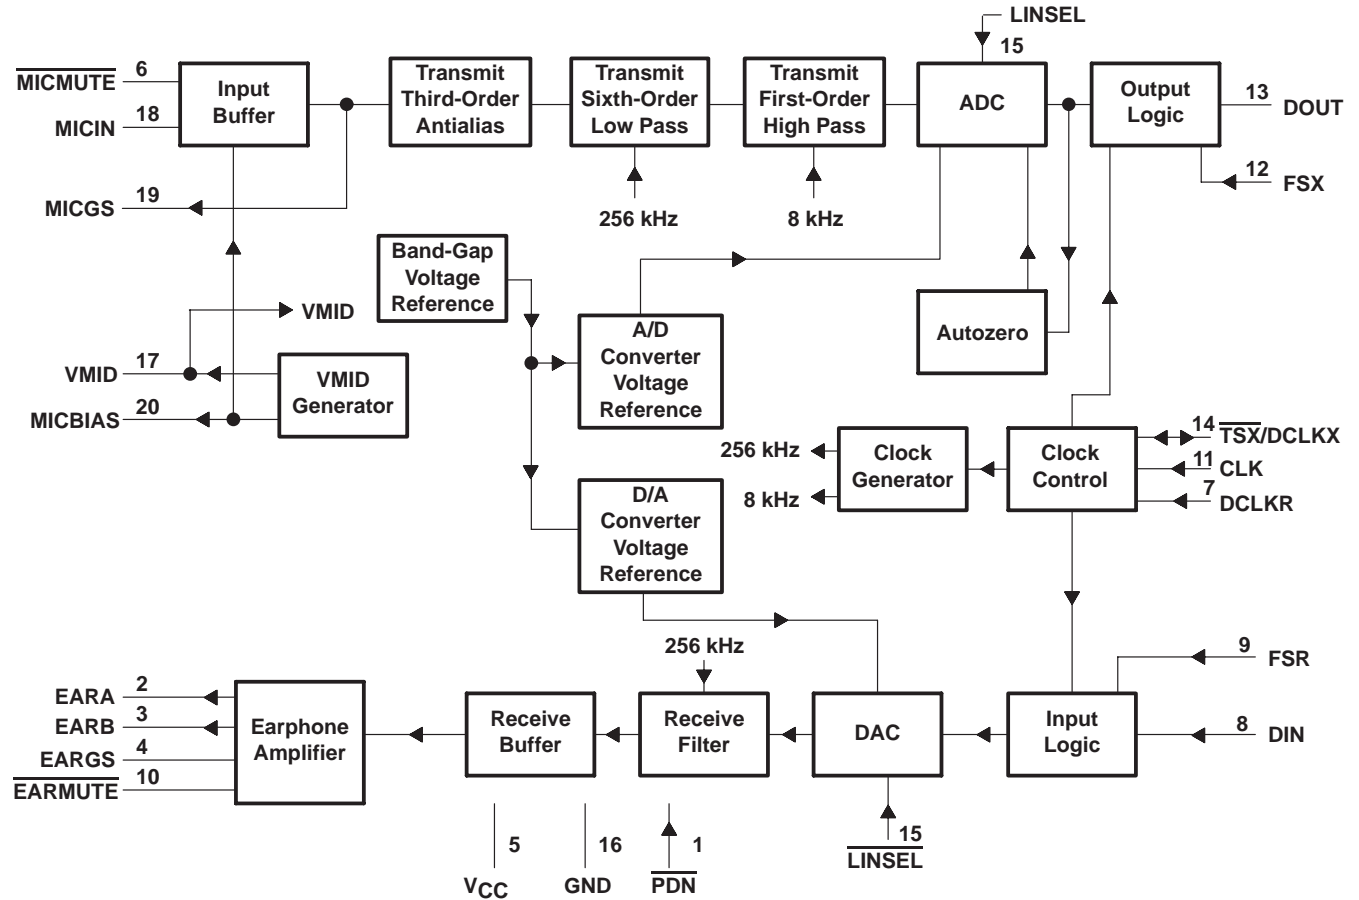 LINSEL
15
MICMUTE
6
MICIN
18
Input
Buffer
Transmit
Third-Order
Antialias
Transmit
Sixth-Order
Low Pass
Transmit
First-Order
High Pass
ADC
Output
Logic
13
DOUT
12
FSX
MICGS
19
256 kHz
8 kHz
Band-Gap
Voltage
Reference
VMID
Autozero
A/D
Converter
Voltage
Reference
VMID
17
VMID
Generator
MICBIAS
20
256 kHz
8 kHz
Clock
Generator
Clock
Control
14
TSX/DCLKX
11
CLK
7
DCLKR
D/A
Converter
Voltage
Reference
256 kHz
9
FSR
EARA
2
EARB
3
EARGS
4
EARMUTE
10
Earphone
Amplifier
Receive
Buffer
Receive
Filter
DAC
Input
Logic
8
DIN
5
VCC
16
GND
1
PDN
15
LINSEL